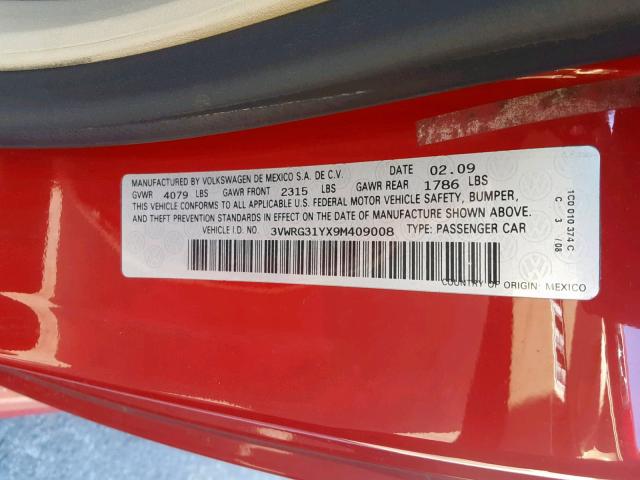 MANUFACTURED BY VOLKSWAGEN DE MEXICO S.A. DE C.V. DATE 02.09
GVWR 4079 LBS GAWR FRONT 2315 LBS GAWR REAR 1786 LBS
THIS VEHICLE CONFORMS TO ALL APPLICABLE U.S. FEDERAL MOTOR VEHICLE SAFETY, BUMPER,
AND THEFT PREVENTION STANDARDS IN EFFECT ON THE DATE OF MANUFACTURE SHOWN ABOVE.
VEHICLE I.D. NO. 3VWRG31YX9M409008 TYPE: PASSENGER CAR
COUNTRY OF ORIGIN: MEXICO
1C0 010 374 C
C 3 / 08